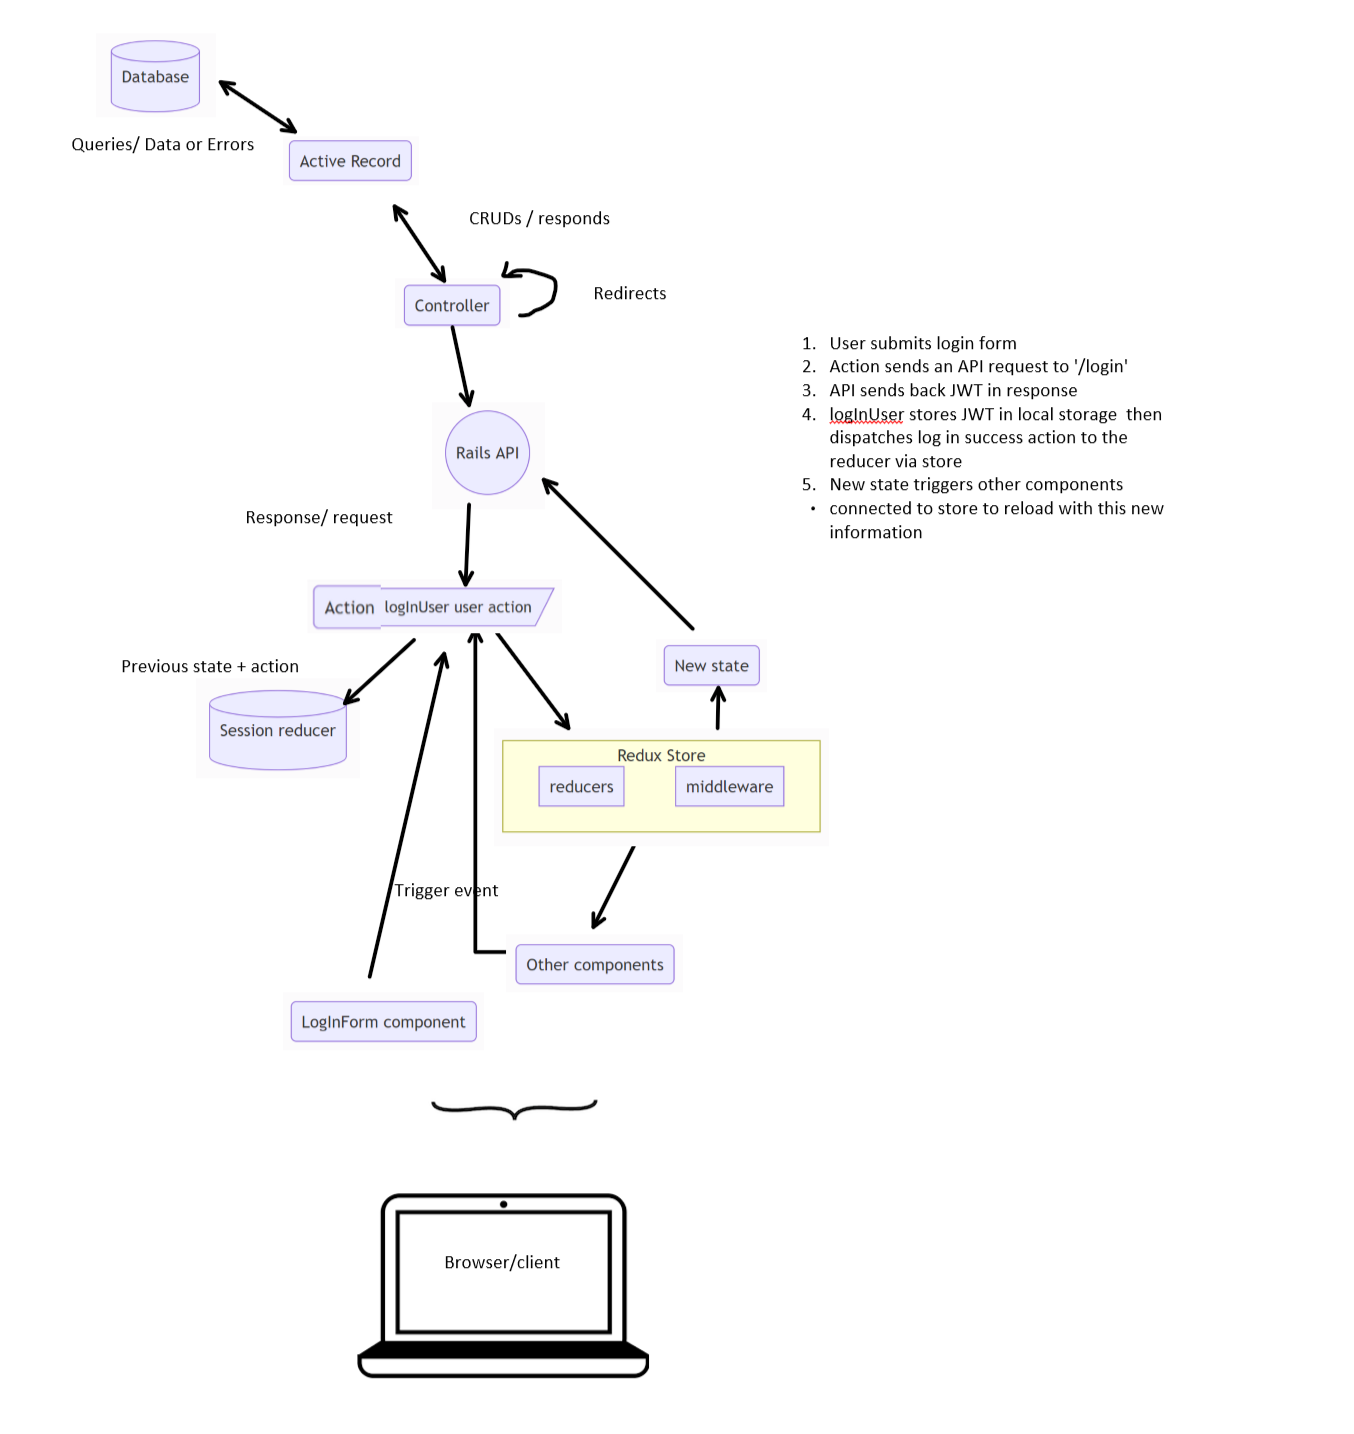 Database
Queries/ Data or Errors
Active Record
CRUDs / responds
Controller
Redirects
1. User submits login form
2. Action sends an API request to '/login'
3. API sends back JWT in response
4. logInUser stores JWT in local storage then
dispatches log in success action to the
reducer via store
5. New state triggers other components
• connected to store to reload with this new
information
Rails API
Response/ request
Action logInUser user action
Previous state + action
New state
Session reducer
Redux Store
reducers middleware
Trigger event
Other components
LogInForm component
Browser/client